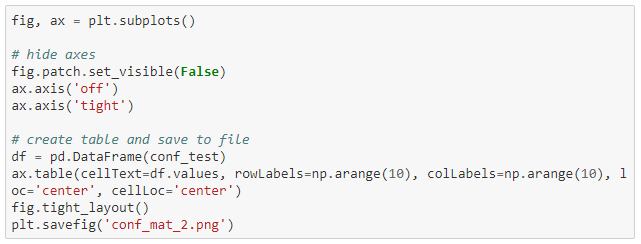 fig, ax = plt.subplots()
# hide axes
fig.patch.set_visible(False)
ax.axis('off')
ax.axis('tight')
# create table and save to file
df = pd.DataFrame(conf_test)
ax.table(cellText=df.values, rowLabels=np.arange(10), colLabels=np.arange(10), l
oc='center', cellLoc='center')
fig.tight_layout()
plt.savefig('conf_mat_2.png')